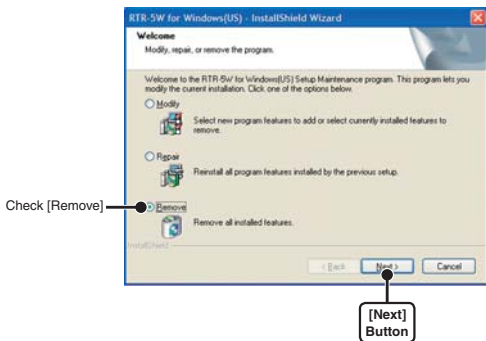 RTR-5W for Windows(US) - InstallShield Wizard
Welcome
Modify, repair, or remove the program.
Welcome to the RTR-5W for Windows(US) Setup Maintenance program. This program lets you
modify the current installation. Click one of the options below.
Modify
Select new program features to add or select currently installed features to
remove.
Repair
Reinstall all program features installed by the previous setup.
Check [Remove]
Remove
Remove all installed features.
InstallShield
< Back
Next >
Cancel
[Next]
Button